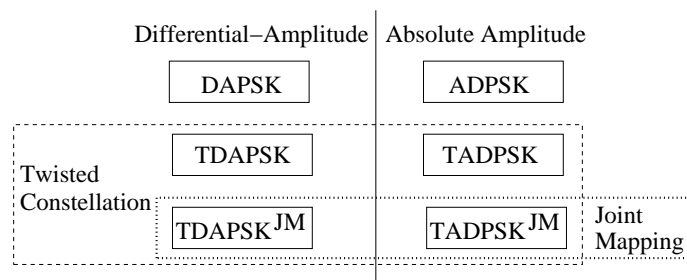 Differential−Amplitude
Absolute Amplitude
DAPSK
ADPSK
TDAPSK
TADPSK
Twisted
Constellation
TDAPSK^JM
TADPSK^JM
Joint
Mapping